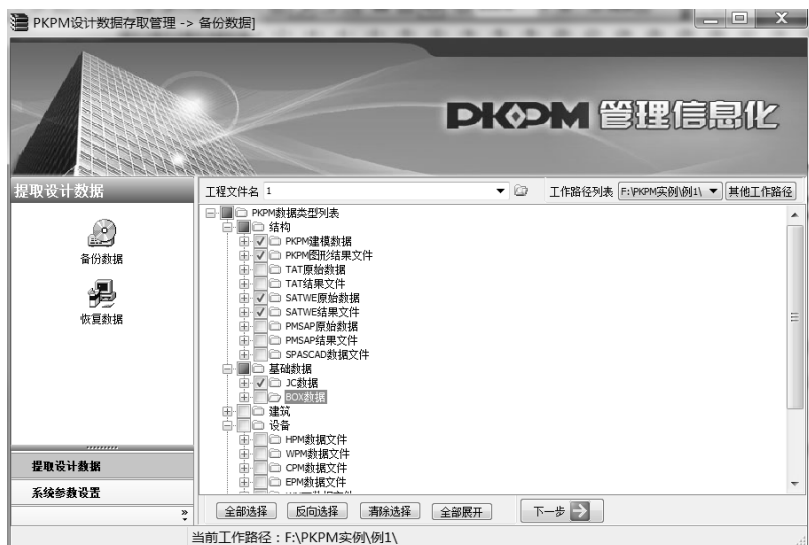 PKPM设计数据存取管理 -> 备份数据]
PKPM 管理信息化
提取设计数据
备份数据
恢复数据
提取设计数据
系统参数设置
工程文件名 1
工作路径列表 F:\PKPM实例\例1\ 其他工作路径
PKPM数据类型列表
结构
PKPM建模数据
PKPM图形结果文件
TAT原始数据
TAT结果文件
SATWE原始数据
SATWE结果文件
PMSAP原始数据
PMSAP结果文件
SPASCAD数据文件
基础数据
JC数据
BOX数据
建筑
设备
HPM数据文件
WPM数据文件
CPM数据文件
EPM数据文件
全部选择 反向选择 清除选择 全部展开 下一步
当前工作路径：F:\PKPM实例\例1\